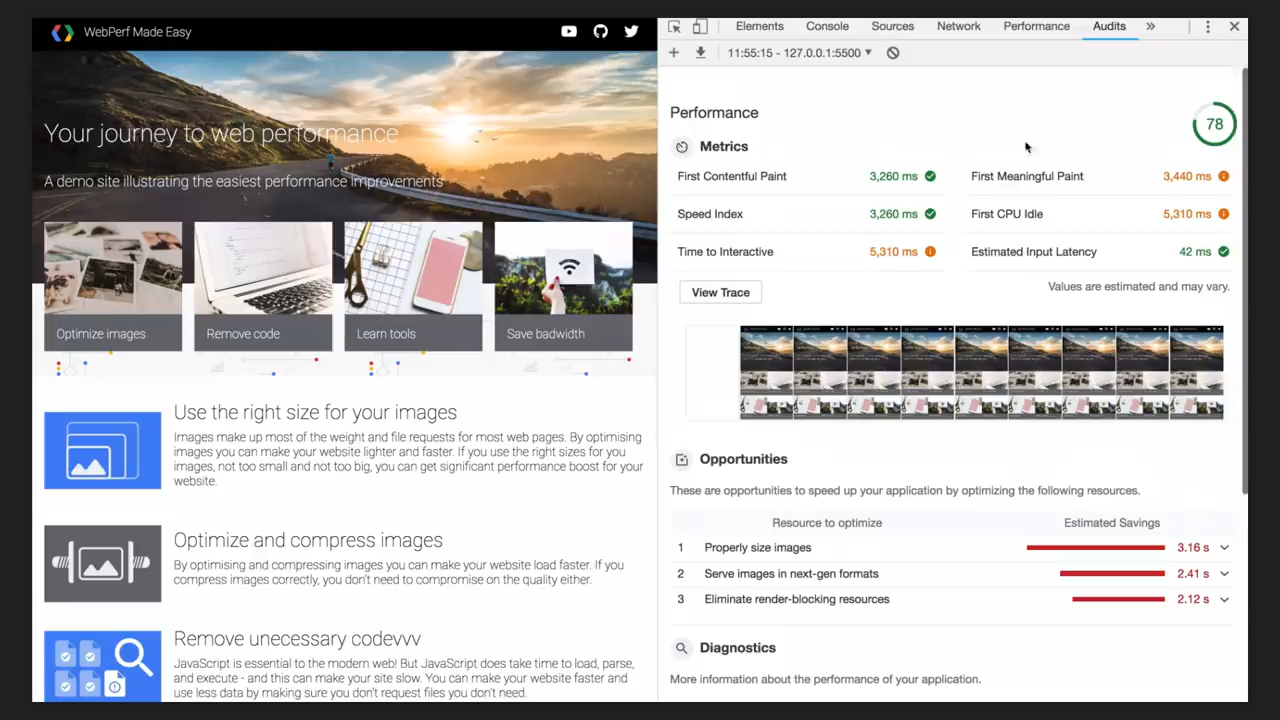 WebPerf Made Easy
Your journey to web performance
A demo site illustrating the easiest performance improvements
Optimize images
Remove code
Learn tools
Save badwidth
Use the right size for your images
Images make up most of the weight and file requests for most web pages. By optimising
images you can make your website lighter and faster. If you use the right sizes for you
images, not too small and not too big, you can get significant performance boost for your
website.
Optimize and compress images
By optimising and compressing images you can make your website load faster. If you
compress images correctly, you don't need to compromise on the quality either.
Remove unecessary codevvv
JavaScript is essential to the modern web! But JavaScript does take time to load, parse,
and execute - and this can make your site slow. You can make your website faster and
use less data by making sure you don't request files you don't need.
Elements Console Sources Network Performance Audits »
11:55:15 - 127.0.0.1:5500
Performance
78
Metrics
First Contentful Paint 3,260 ms
First Meaningful Paint 3,440 ms
Speed Index 3,260 ms
First CPU Idle 5,310 ms
Time to Interactive 5,310 ms
Estimated Input Latency 42 ms
View Trace
Values are estimated and may vary.
Opportunities
These are opportunities to speed up your application by optimizing the following resources.
Resource to optimize Estimated Savings
1 Properly size images 3.16 s
2 Serve images in next-gen formats 2.41 s
3 Eliminate render-blocking resources 2.12 s
Diagnostics
More information about the performance of your application.